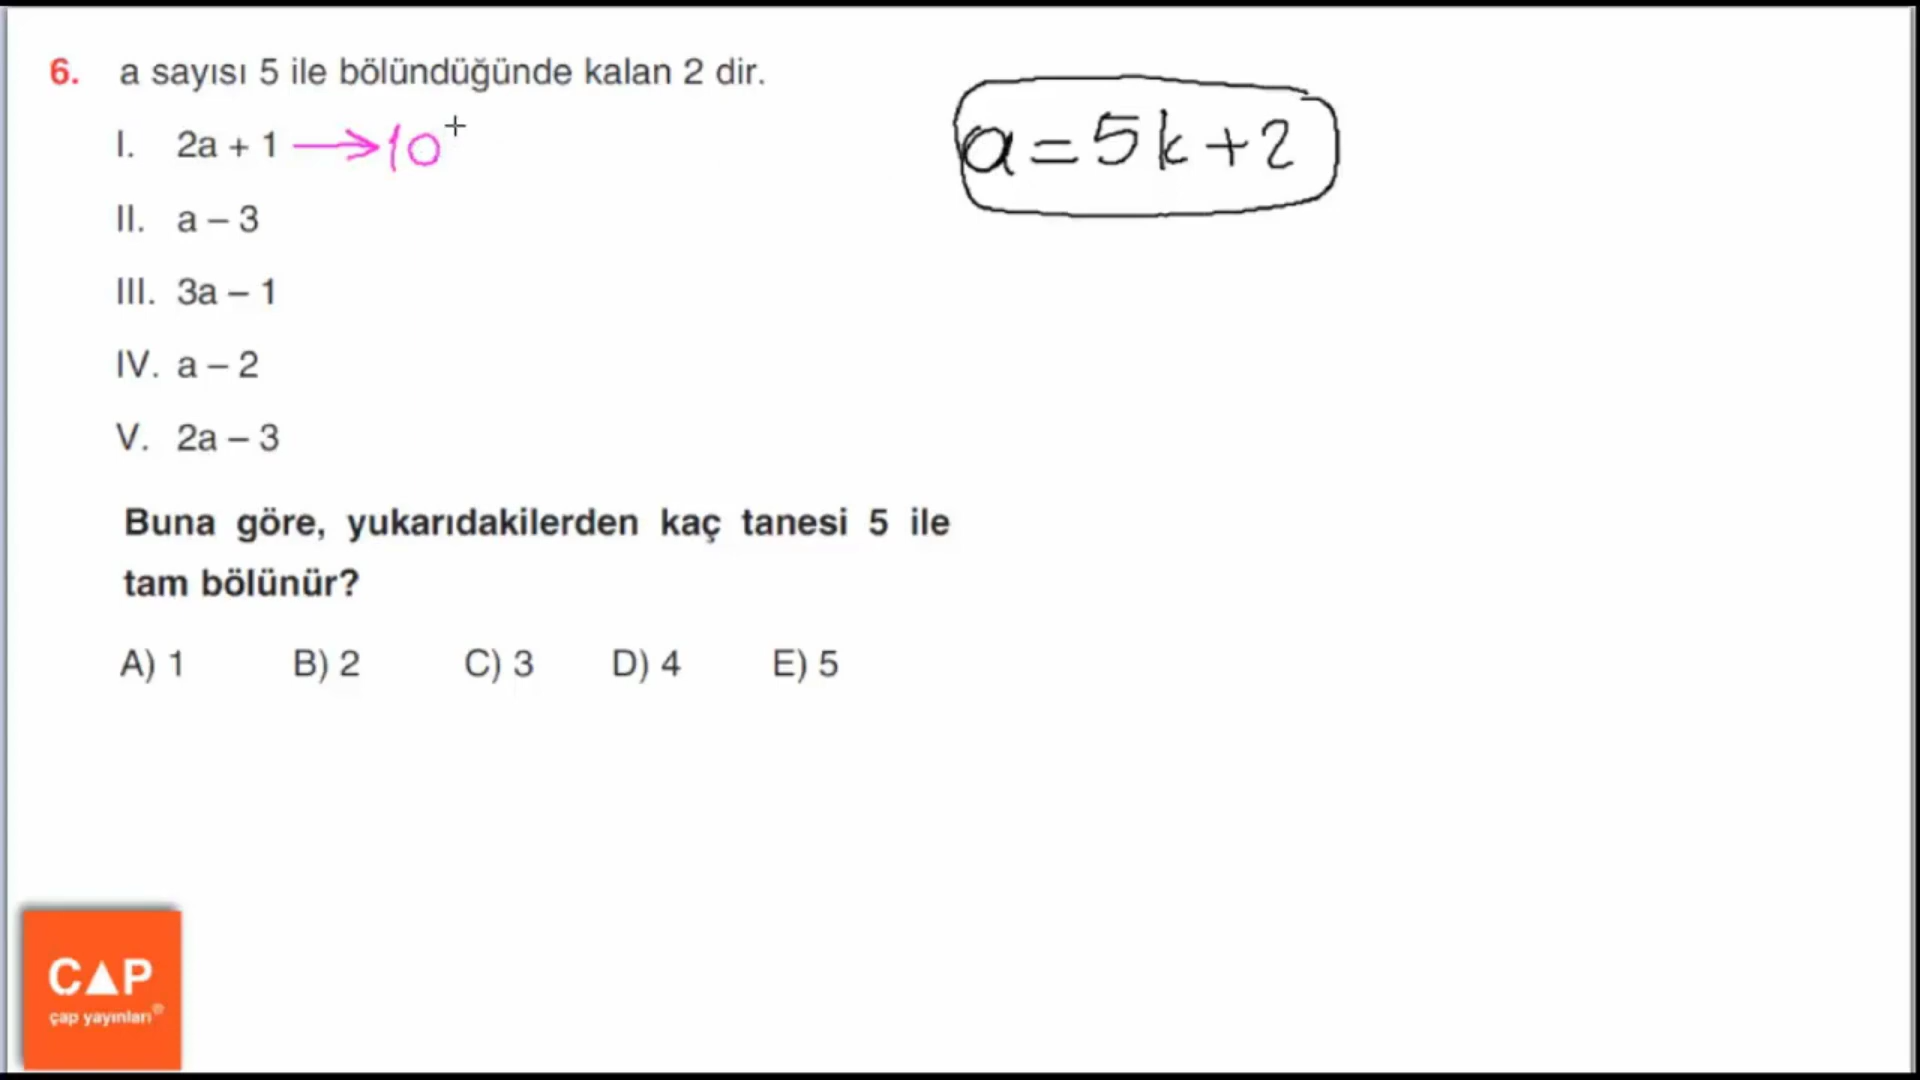 6. a sayısı 5 ile bölündüğünde kalan 2 dir.
a = 5k + 2
I. 2a + 1 → 10
II. a – 3
III. 3a – 1
IV. a – 2
V. 2a – 3
Buna göre, yukarıdakilerden kaç tanesi 5 ile
tam bölünür?
A) 1 B) 2 C) 3 D) 4 E) 5
ÇAP
çap yayınları®